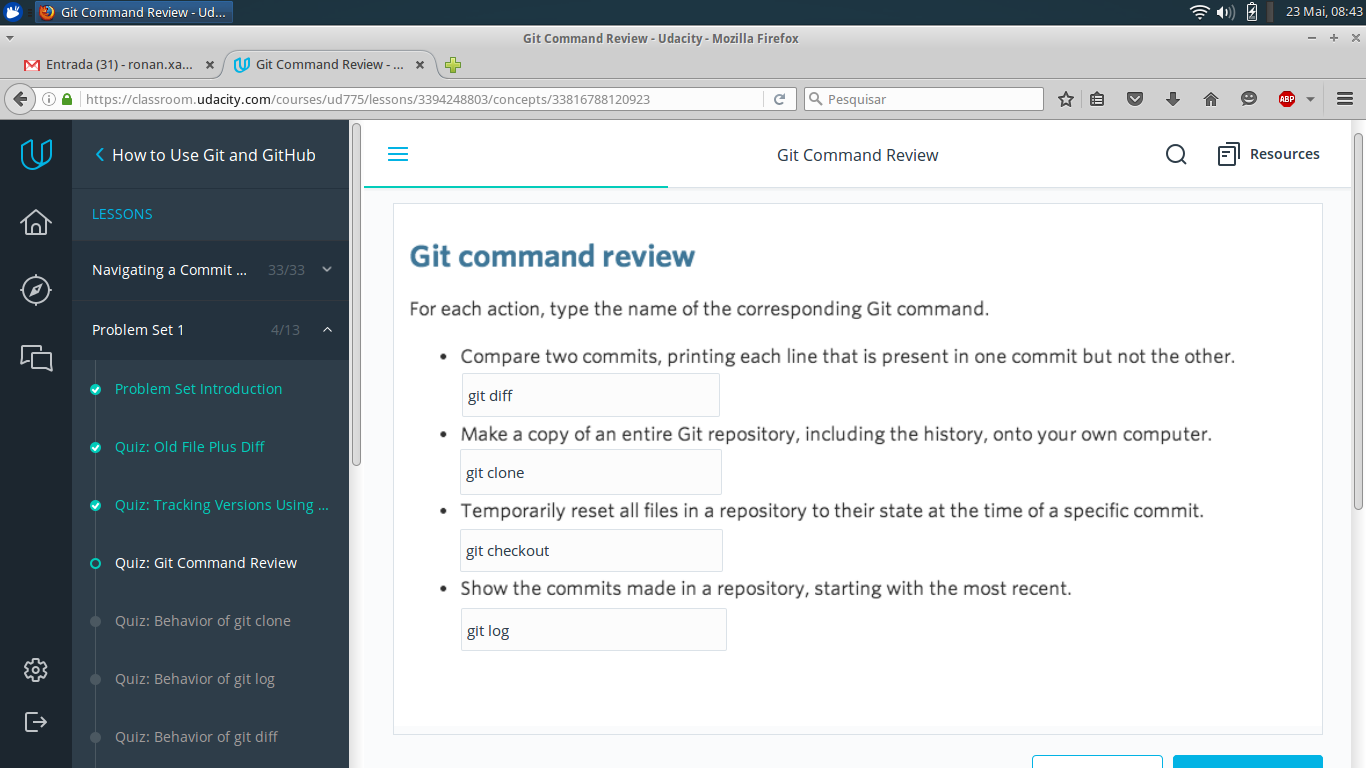 Git Command Review - Ud...
23 Mai, 08:43
Git Command Review - Udacity - Mozilla Firefox
Entrada (31) - ronan.xa...
Git Command Review - ...
https://classroom.udacity.com/courses/ud775/lessons/3394248803/concepts/33816788120923
Pesquisar
ABP
How to Use Git and GitHub
Git Command Review
Resources
LESSONS
Navigating a Commit ... 33/33
Problem Set 1 4/13
Problem Set Introduction
Quiz: Old File Plus Diff
Quiz: Tracking Versions Using ...
Quiz: Git Command Review
Quiz: Behavior of git clone
Quiz: Behavior of git log
Quiz: Behavior of git diff
Git command review
For each action, type the name of the corresponding Git command.
• Compare two commits, printing each line that is present in one commit but not the other.
git diff
• Make a copy of an entire Git repository, including the history, onto your own computer.
git clone
• Temporarily reset all files in a repository to their state at the time of a specific commit.
git checkout
• Show the commits made in a repository, starting with the most recent.
git log